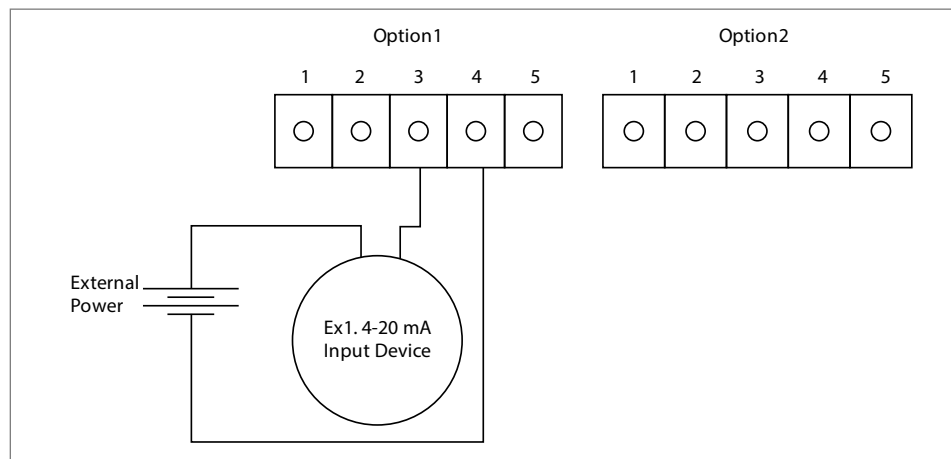 Option1 Option2
1 2 3 4 5 1 2 3 4 5
External
Power
Ex1. 4-20 mA
Input Device